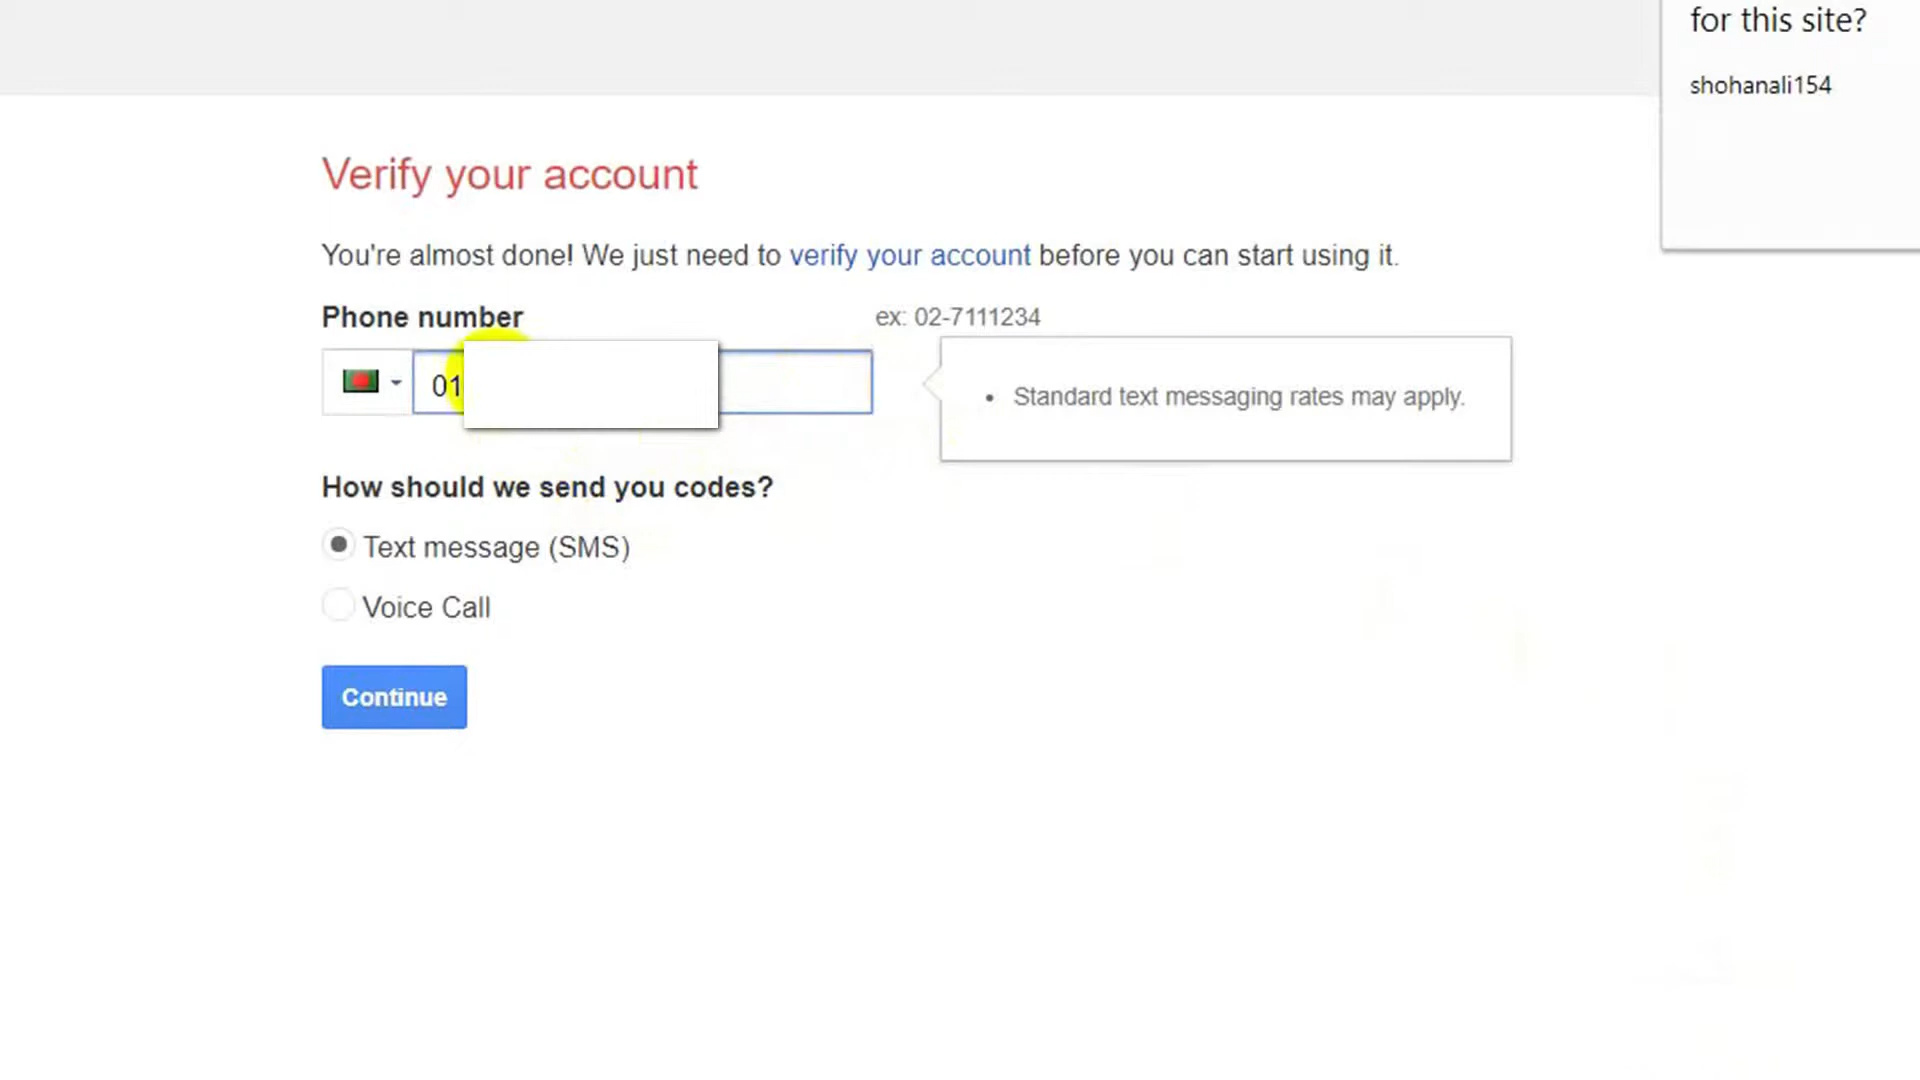 for this site?
shohanali154
Verify your account
You're almost done! We just need to verify your account before you can start using it.
Phone number
ex: 02-7111234
01
• Standard text messaging rates may apply.
How should we send you codes?
Text message (SMS)
Voice Call
Continue